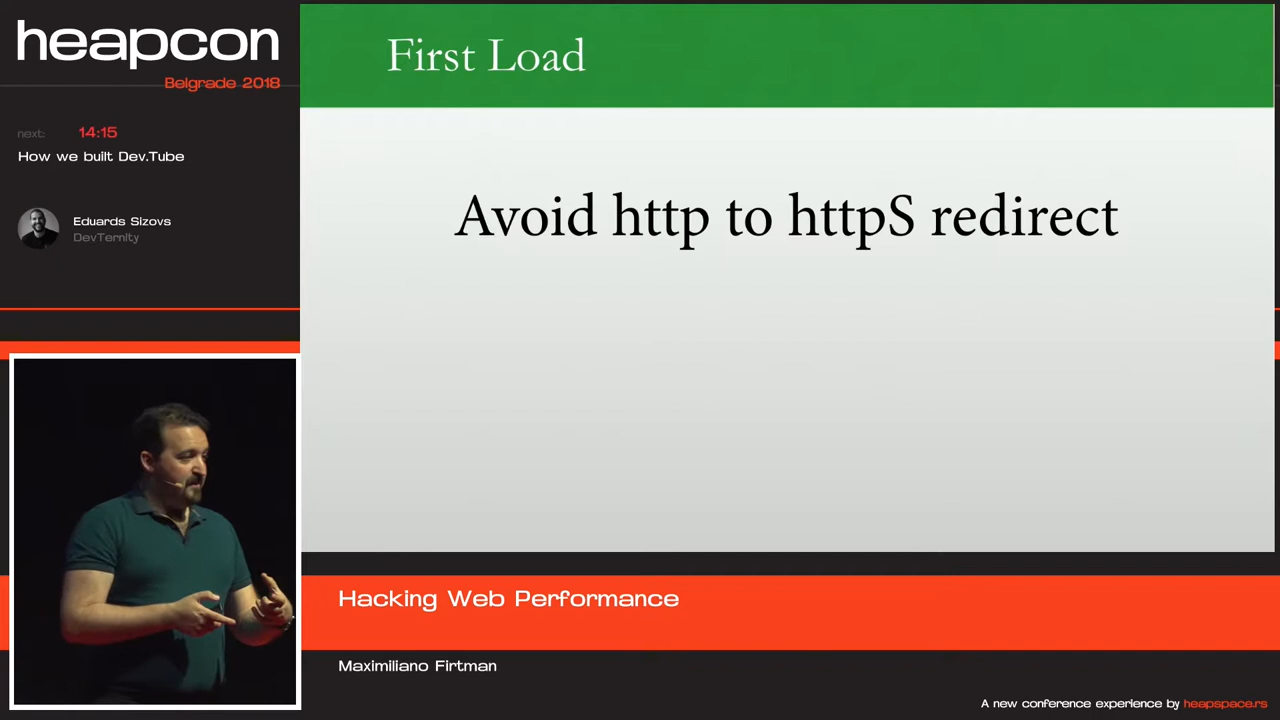 heapcon
Belgrade 2018
next: 14:15
How we built Dev.Tube
Eduards Sizovs
DevTernity
First Load
Avoid http to httpS redirect
Hacking Web Performance
Maximiliano Firtman
A new conference experience by heapspace.rs